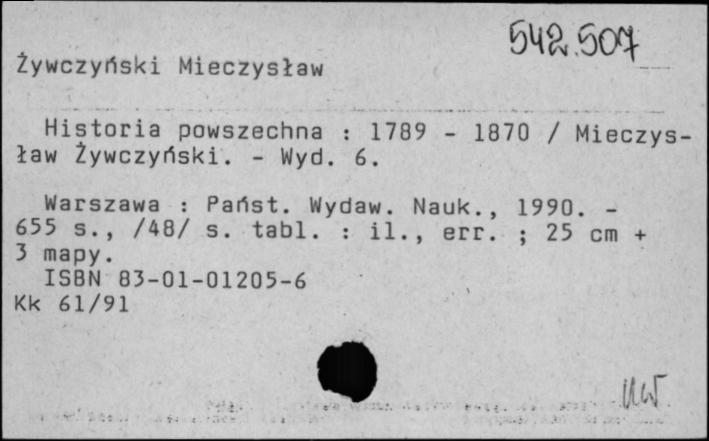 542.507
Żywczyński Mieczysław
Historia powszechna : 1789 - 1870 / Mieczys-
ław Żywczyński. - Wyd. 6.
Warszawa : Państ. Wydaw. Nauk., 1990. -
655 s., /48/ s. tabl. : il., err. ; 25 cm +
3 mapy.
ISBN 83-01-01205-6
Kk 61/91